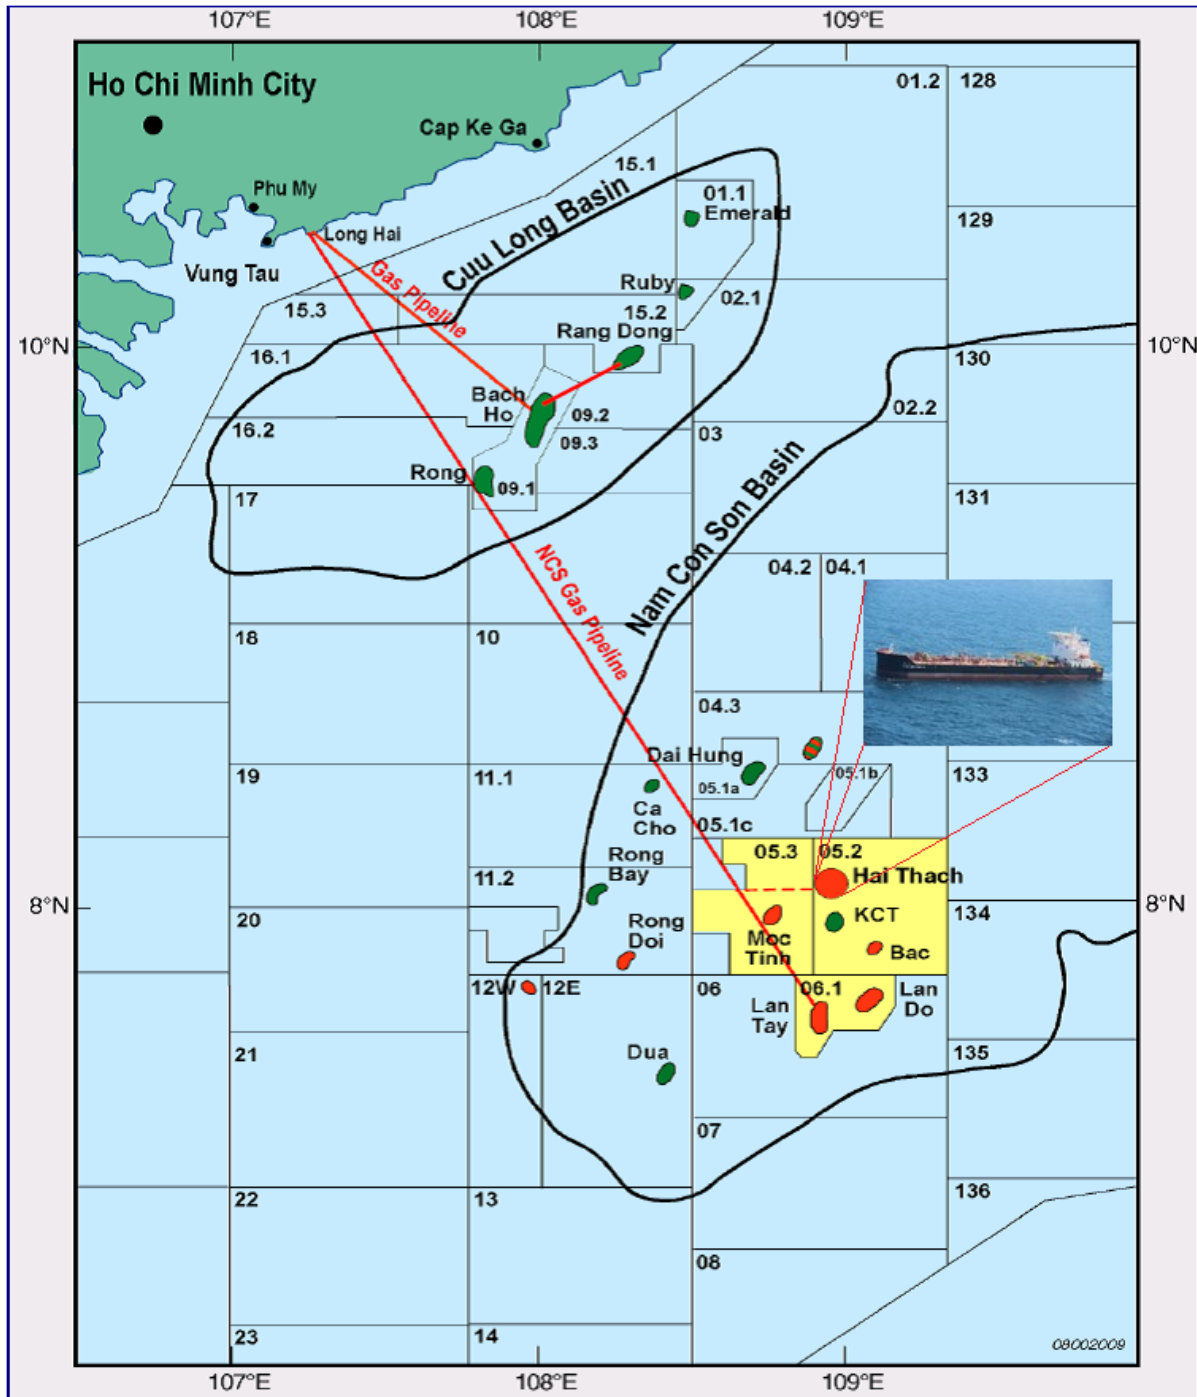 107°E
108°E
109°E
Ho Chi Minh City
01.2
128
Cap Ke Ga
15.1
Phu My
01.1
Emerald
129
Long Hai
Vung Tau
Cuu Long Basin
Gas Pipeline
Ruby
02.1
15.3
15.2
Rang Dong
10°N
16.1
130
10°N
Bach
Ho
09.2
02.2
16.2
09.3
03
Rong
09.1
17
131
Nam Con Son Basin
NCS Gas Pipeline
04.2
04.1
18
10
04.3
Dai Hung
19
11.1
05.1a
05.1b
133
Ca
Cho
05.1c
Rong
Bay
05.3
05.2
11.2
Hai Thach
8°N
20
Rong
Doi
KCT
134
8°N
Moc
Tinh
Bac
12W
12E
06
06.1
Lan
Do
Lan
Tay
21
Dua
135
07
22
13
136
08
23
14
08002009
107°E
108°E
109°E